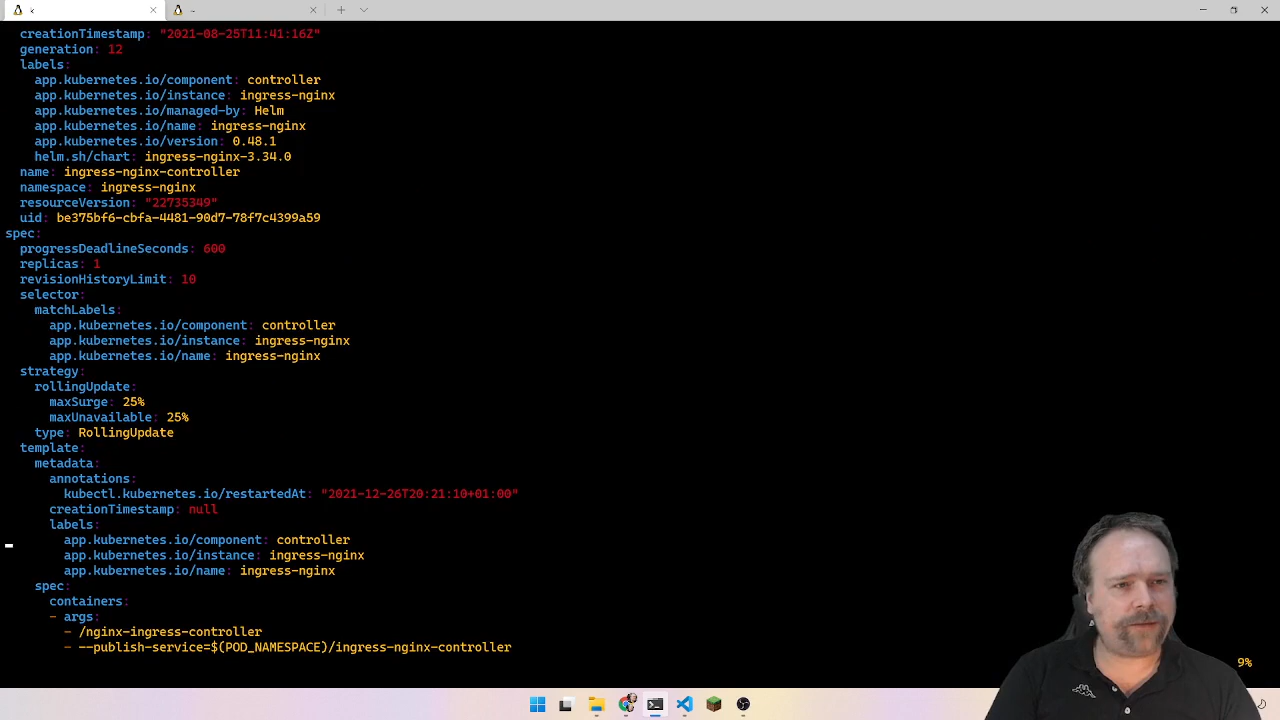 creationTimestamp: "2021-08-25T11:41:16Z"
generation: 12
labels:
app.kubernetes.io/component: controller
app.kubernetes.io/instance: ingress-nginx
app.kubernetes.io/managed-by: Helm
app.kubernetes.io/name: ingress-nginx
app.kubernetes.io/version: 0.48.1
helm.sh/chart: ingress-nginx-3.34.0
name: ingress-nginx-controller
namespace: ingress-nginx
resourceVersion: "22735349"
uid: be375bf6-cbfa-4481-90d7-78f7c4399a59
spec:
progressDeadlineSeconds: 600
replicas: 1
revisionHistoryLimit: 10
selector:
matchLabels:
app.kubernetes.io/component: controller
app.kubernetes.io/instance: ingress-nginx
app.kubernetes.io/name: ingress-nginx
strategy:
rollingUpdate:
maxSurge: 25%
maxUnavailable: 25%
type: RollingUpdate
template:
metadata:
annotations:
kubectl.kubernetes.io/restartedAt: "2021-12-26T20:21:10+01:00"
creationTimestamp: null
labels:
app.kubernetes.io/component: controller
app.kubernetes.io/instance: ingress-nginx
app.kubernetes.io/name: ingress-nginx
spec:
containers:
- args:
- /nginx-ingress-controller
- --publish-service=$(POD_NAMESPACE)/ingress-nginx-controller
9%